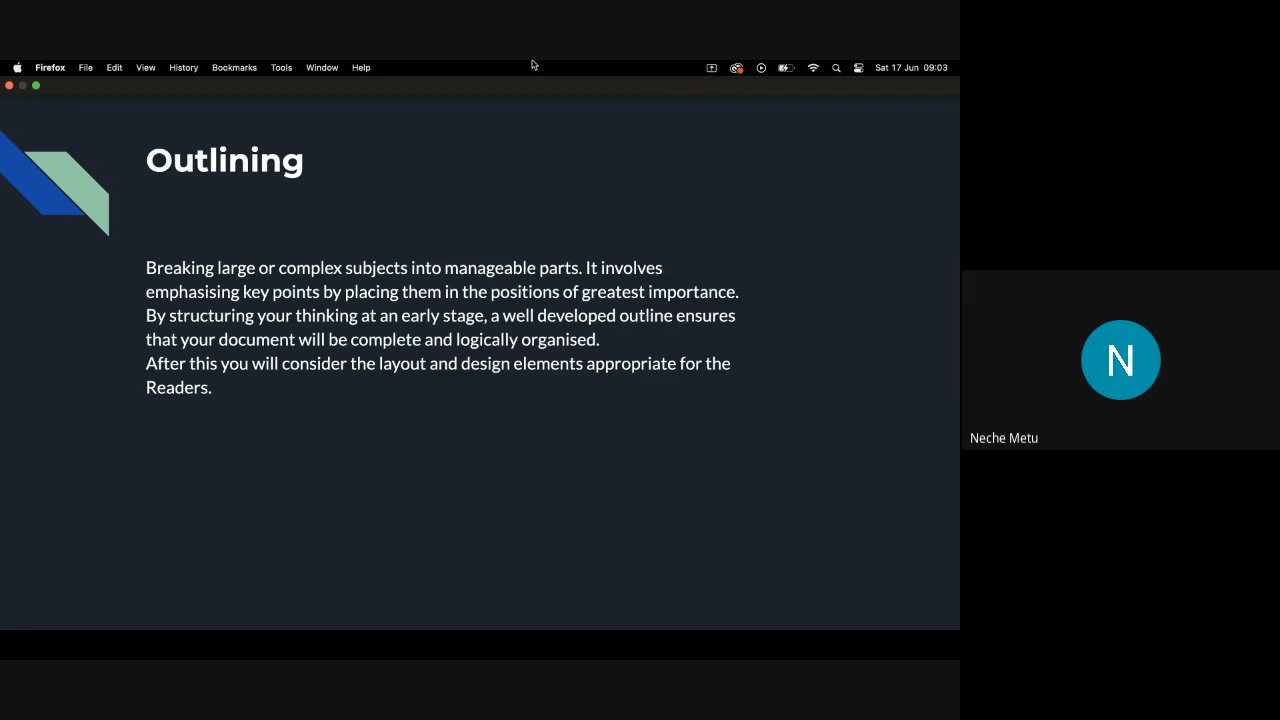 Firefox File Edit View History Bookmarks Tools Window Help Sat 17 Jun 09:03
Outlining
Breaking large or complex subjects into manageable parts. It involves
emphasising key points by placing them in the positions of greatest importance.
By structuring your thinking at an early stage, a well developed outline ensures
that your document will be complete and logically organised.
After this you will consider the layout and design elements appropriate for the
Readers.
N
Neche Metu